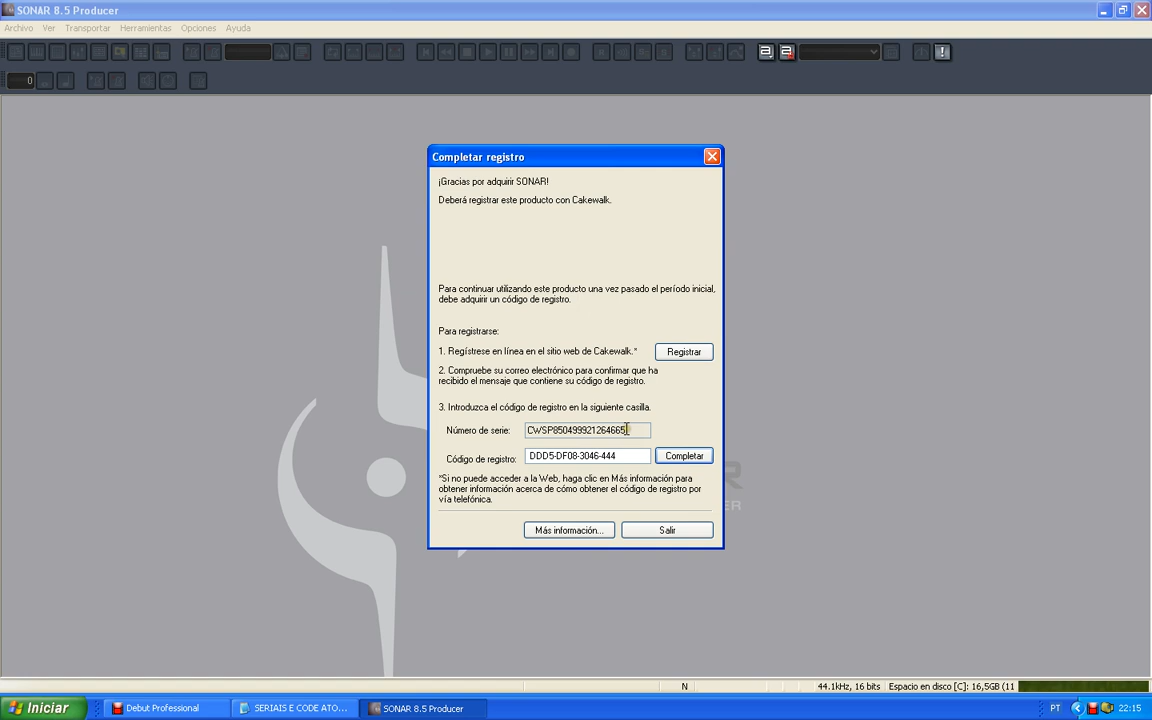 SONAR 8.5 Producer
Archivo Ver Transportar Herramientas Opciones Ayuda
0
Completar registro
¡Gracias por adquirir SONAR!
Deberá registrar este producto con Cakewalk.
Para continuar utilizando este producto una vez pasado el período inicial,
debe adquirir un código de registro.
Para registrarse:
1. Regístrese en línea en el sitio web de Cakewalk.*
Registrar
2. Compruebe su correo electrónico para confirmar que ha
recibido el mensaje que contiene su código de registro.
3. Introduzca el código de registro en la siguiente casilla.
Número de serie: CWSP850499921264665
Código de registro: DDD5-DF08-3046-444 Completar
*Si no puede acceder a la Web, haga clic en Más información para
obtener información acerca de cómo obtener el código de registro por
vía telefónica.
Más información... Salir
N 44.1kHz, 16 bits Espacio en disco [C]: 16,5GB (11
Iniciar Debut Professional SERIAIS E CODE ATO... SONAR 8.5 Producer PT 22:15